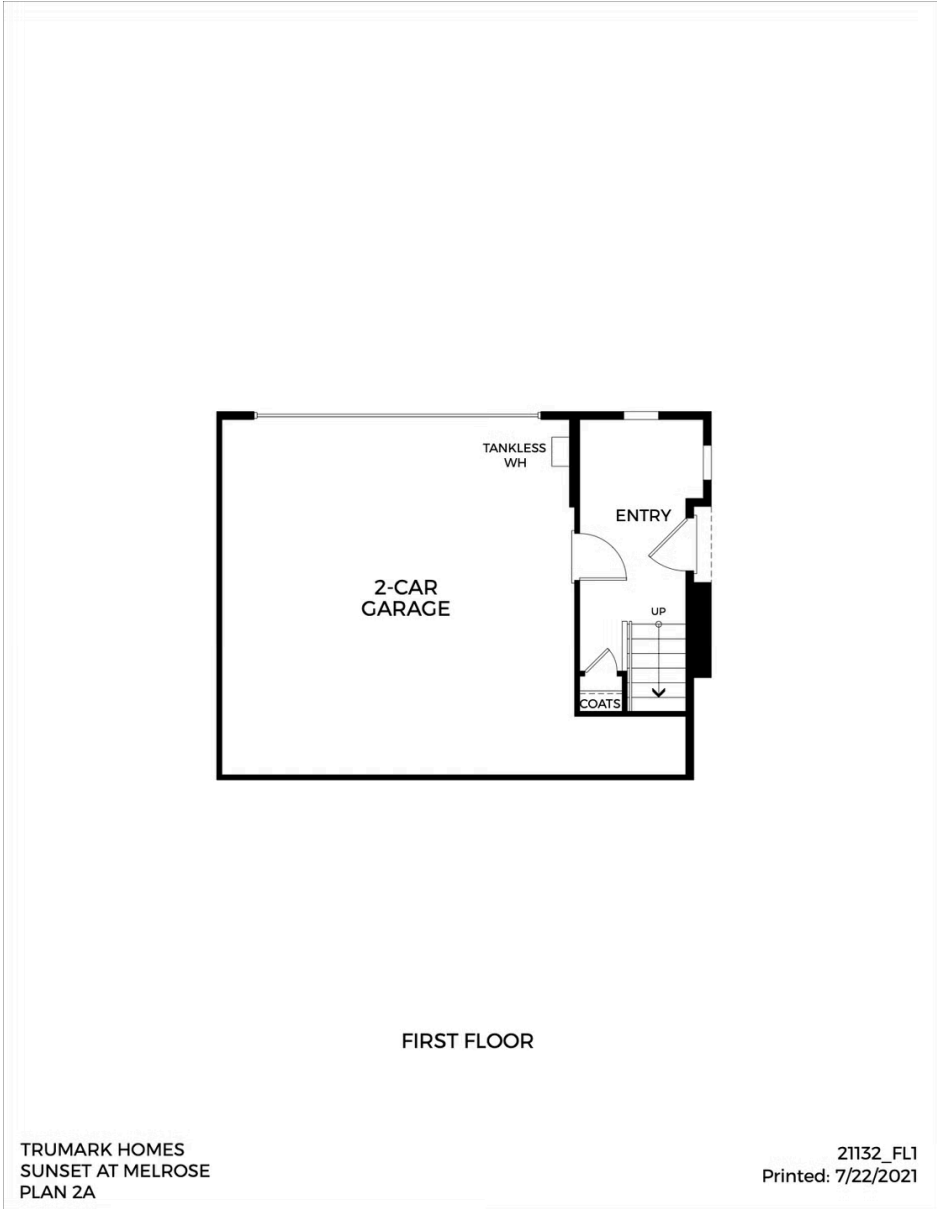 TANKLESS
WH
ENTRY
2-CAR
GARAGE
UP
COATS
FIRST FLOOR
TRUMARK HOMES
SUNSET AT MELROSE
PLAN 2A
21132_FL1
Printed: 7/22/2021